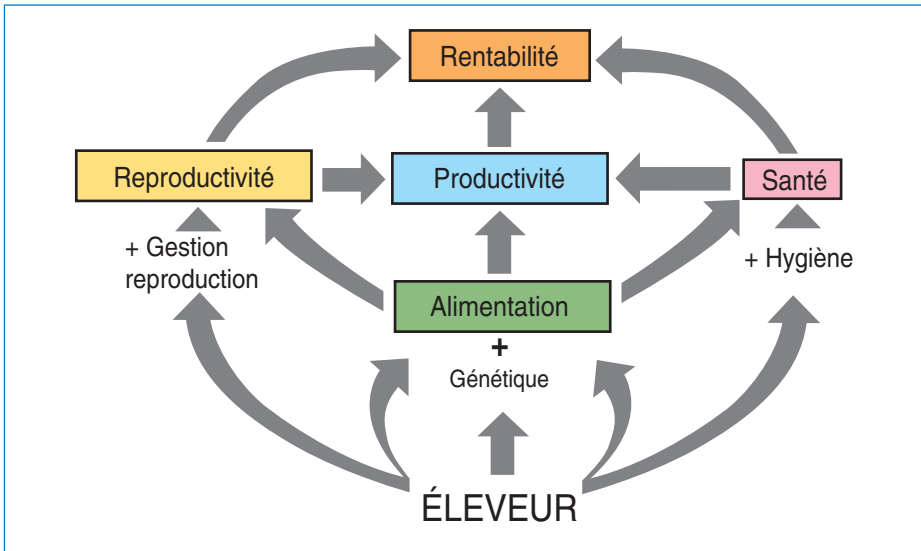 Rentabilité
Reproductivité
Productivité
Santé
+ Gestion
reproduction
+ Hygiène
Alimentation
+
Génétique
ÉLEVEUR